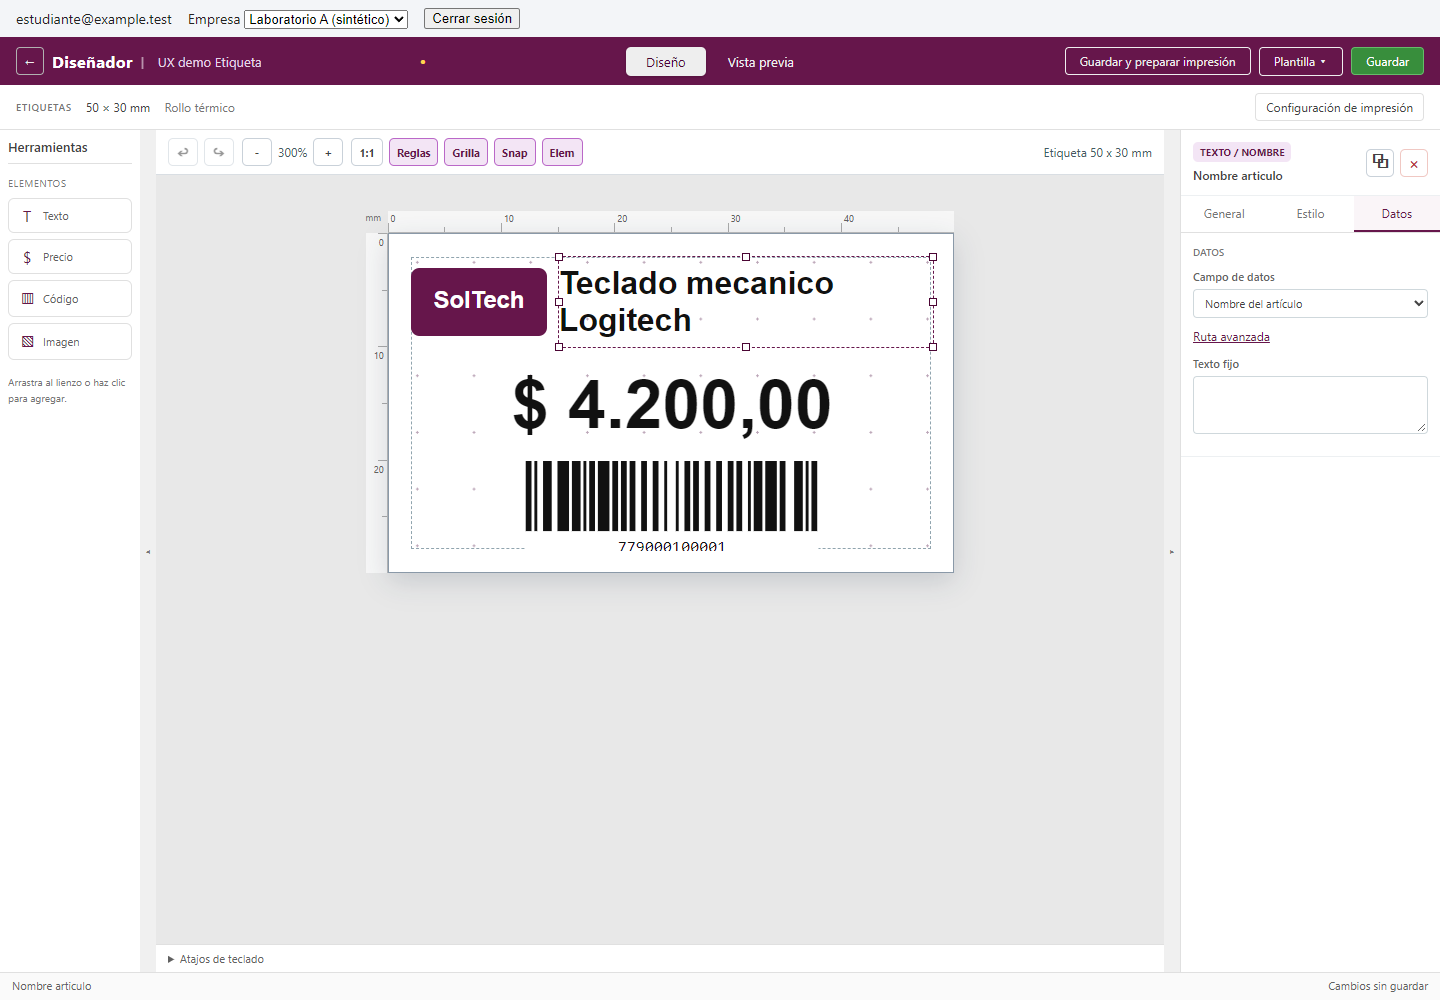 estudiante@example.test Empresa Laboratorio A (sintético) Cerrar sesión
← Diseñador | UX demo Etiqueta Diseño Vista previa Guardar y preparar impresión Plantilla Guardar
ETIQUETAS 50 × 30 mm Rollo térmico Configuración de impresión
Herramientas
ELEMENTOS
T Texto
$ Precio
Código
Imagen
Arrastra al lienzo o haz clic
para agregar.
- 300% + 1:1 Reglas Grilla Snap Elem Etiqueta 50 x 30 mm
mm 0 10 20 30 40
0
10
20
SolTech
Teclado mecanico
Logitech
$ 4.200,00
779000100001
Atajos de teclado
TEXTO / NOMBRE
Nombre articulo
×
General Estilo Datos
DATOS
Campo de datos
Nombre del artículo
Ruta avanzada
Texto fijo
Nombre articulo Cambios sin guardar